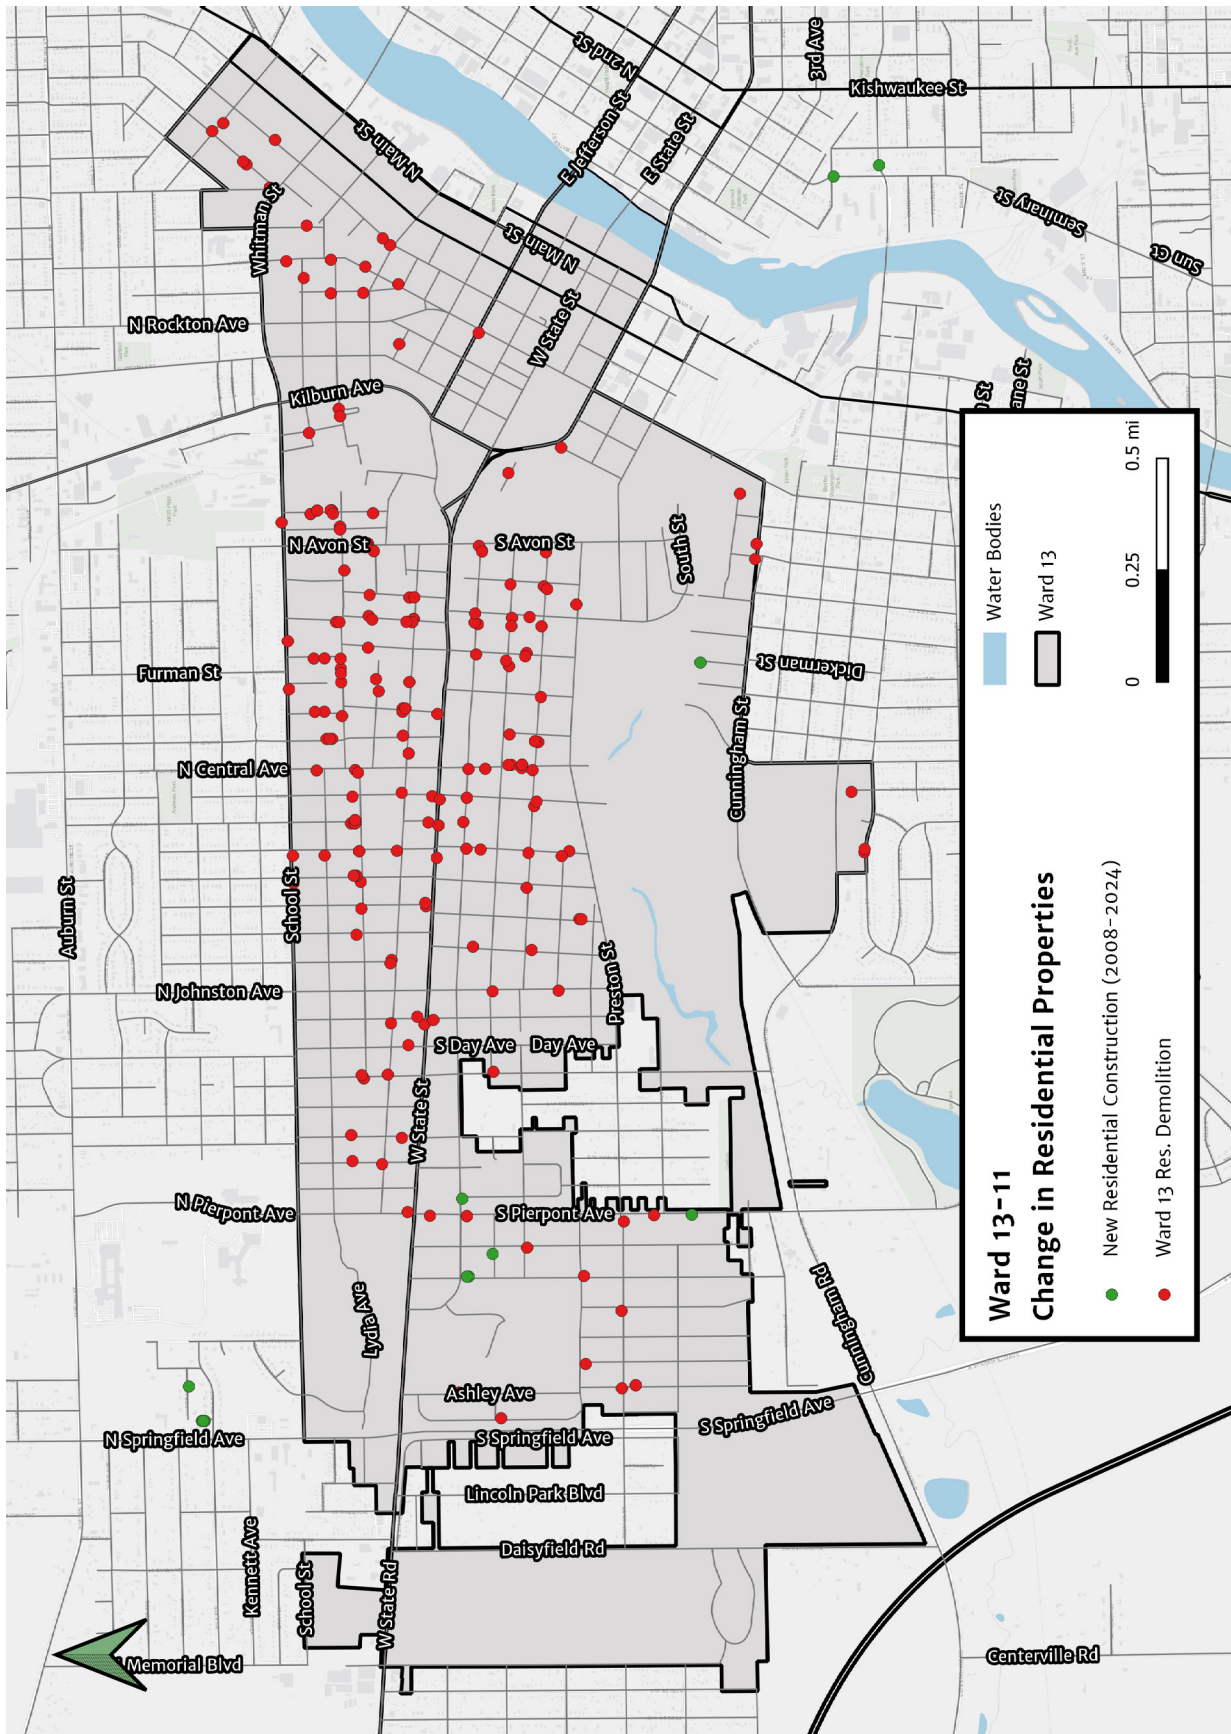 N 2nd St
3rd Ave
Kishwaukee St
E Jefferson St
E State St
N Main St
Whitman St
N Main St
Seminary St
Sun Ct
N Rockton Ave
W State St
Kilburn Ave
n St
ane St
N Avon St
S Avon St
South St
Furman St
Dickerman St
N Central Ave
Cunningham St
Auburn St
School St
N Johnston Ave
Preston St
S Day Ave
Day Ave
W State St
N Pierpont Ave
S Pierpont Ave
Lydia Ave
Cunningham Rd
Ashley Ave
N Springfield Ave
S Springfield Ave
S Springfield Ave
Lincoln Park Blvd
Kennett Ave
School St
Daisyfield Rd
W State Rd
Memorial Blvd
Centerville Rd
Ward 13-11
Change in Residential Properties
New Residential Construction (2008-2024)
Ward 13 Res. Demolition
Water Bodies
Ward 13
0
0.25
0.5 mi